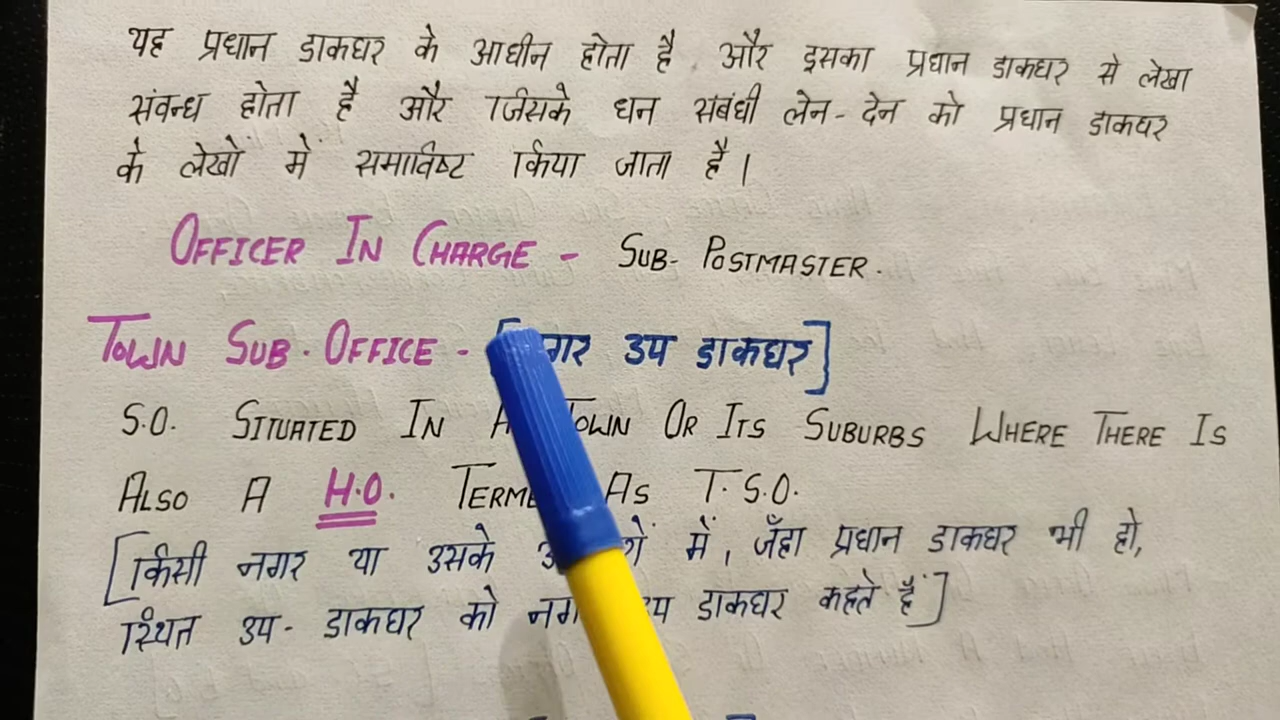 यह प्रधान डाकघर के आधीन होता है और इसका प्रधान डाकघर से लेखा
संवन्ध होता है और जिसके धन संबंधी लेन-देन को प्रधान डाकघर
के लेखों में समाविष्ट किया जाता है।
OFFICER IN CHARGE - SUB-POSTMASTER.
TOWN SUB.OFFICE - [ उप डाकघर]
S.O. SITUATED IN TOWN OR ITS SUBURBS WHERE THERE IS
ALSO A H.O. AS T.S.O.
[किसी नगर या उसके में, जँहा प्रधान डाकघर भी हो,
स्थित उप- डाकघर को डाकघर कहते हैं]